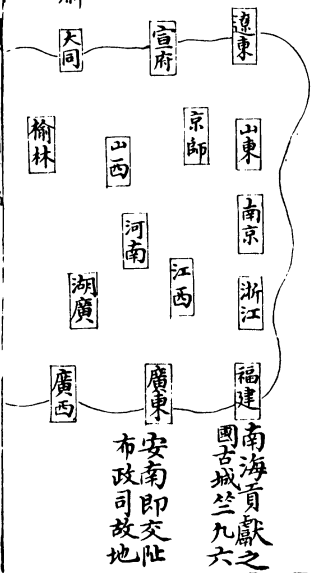 遼東
宣府
大同
京師
山東
山西
榆林
南京
河南
浙江
江西
湖廣
福建
廣東
廣西
南海貢獻之
國古城竺九六
安南即交阯
布政司故地